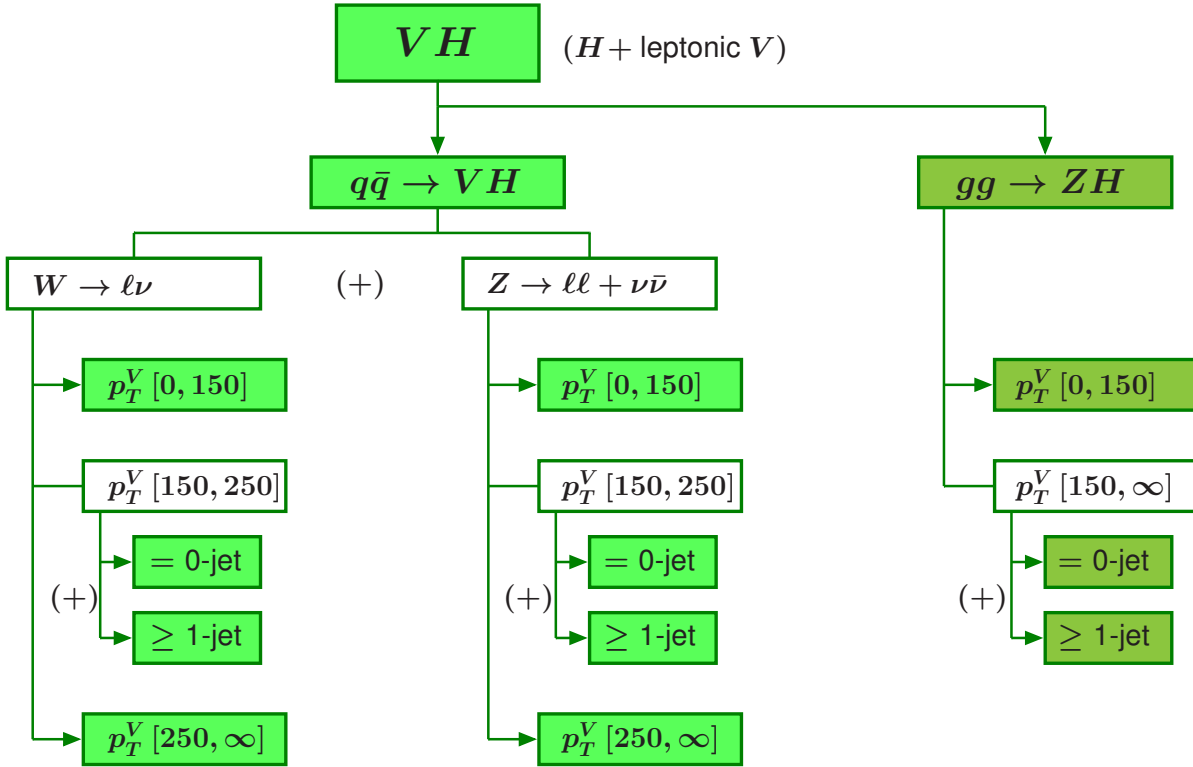 VH (H + leptonic V)
qq̄ → VH
gg → ZH
W → ℓν (+) Z → ℓℓ + νν̄
p_T^V [0, 150] p_T^V [0, 150] p_T^V [0, 150]
p_T^V [150, 250] p_T^V [150, 250] p_T^V [150, ∞]
= 0-jet = 0-jet = 0-jet
(+) (+) (+)
≥ 1-jet ≥ 1-jet ≥ 1-jet
p_T^V [250, ∞] p_T^V [250, ∞]